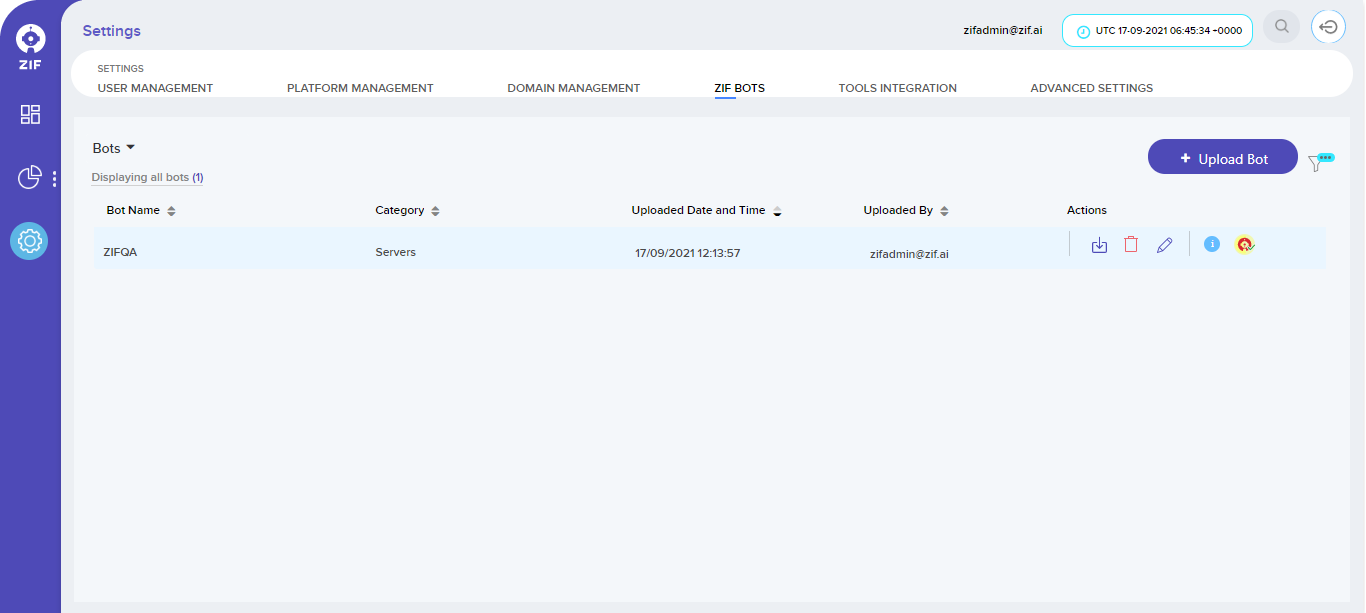 Settings
zifadmin@zif.ai
UTC 17-09-2021 06:45:34 +0000
ZIF
SETTINGS
USER MANAGEMENT PLATFORM MANAGEMENT DOMAIN MANAGEMENT ZIF BOTS TOOLS INTEGRATION ADVANCED SETTINGS
Bots
+ Upload Bot
Displaying all bots (1)
Bot Name Category Uploaded Date and Time Uploaded By Actions
ZIFQA Servers 17/09/2021 12:13:57 zifadmin@zif.ai